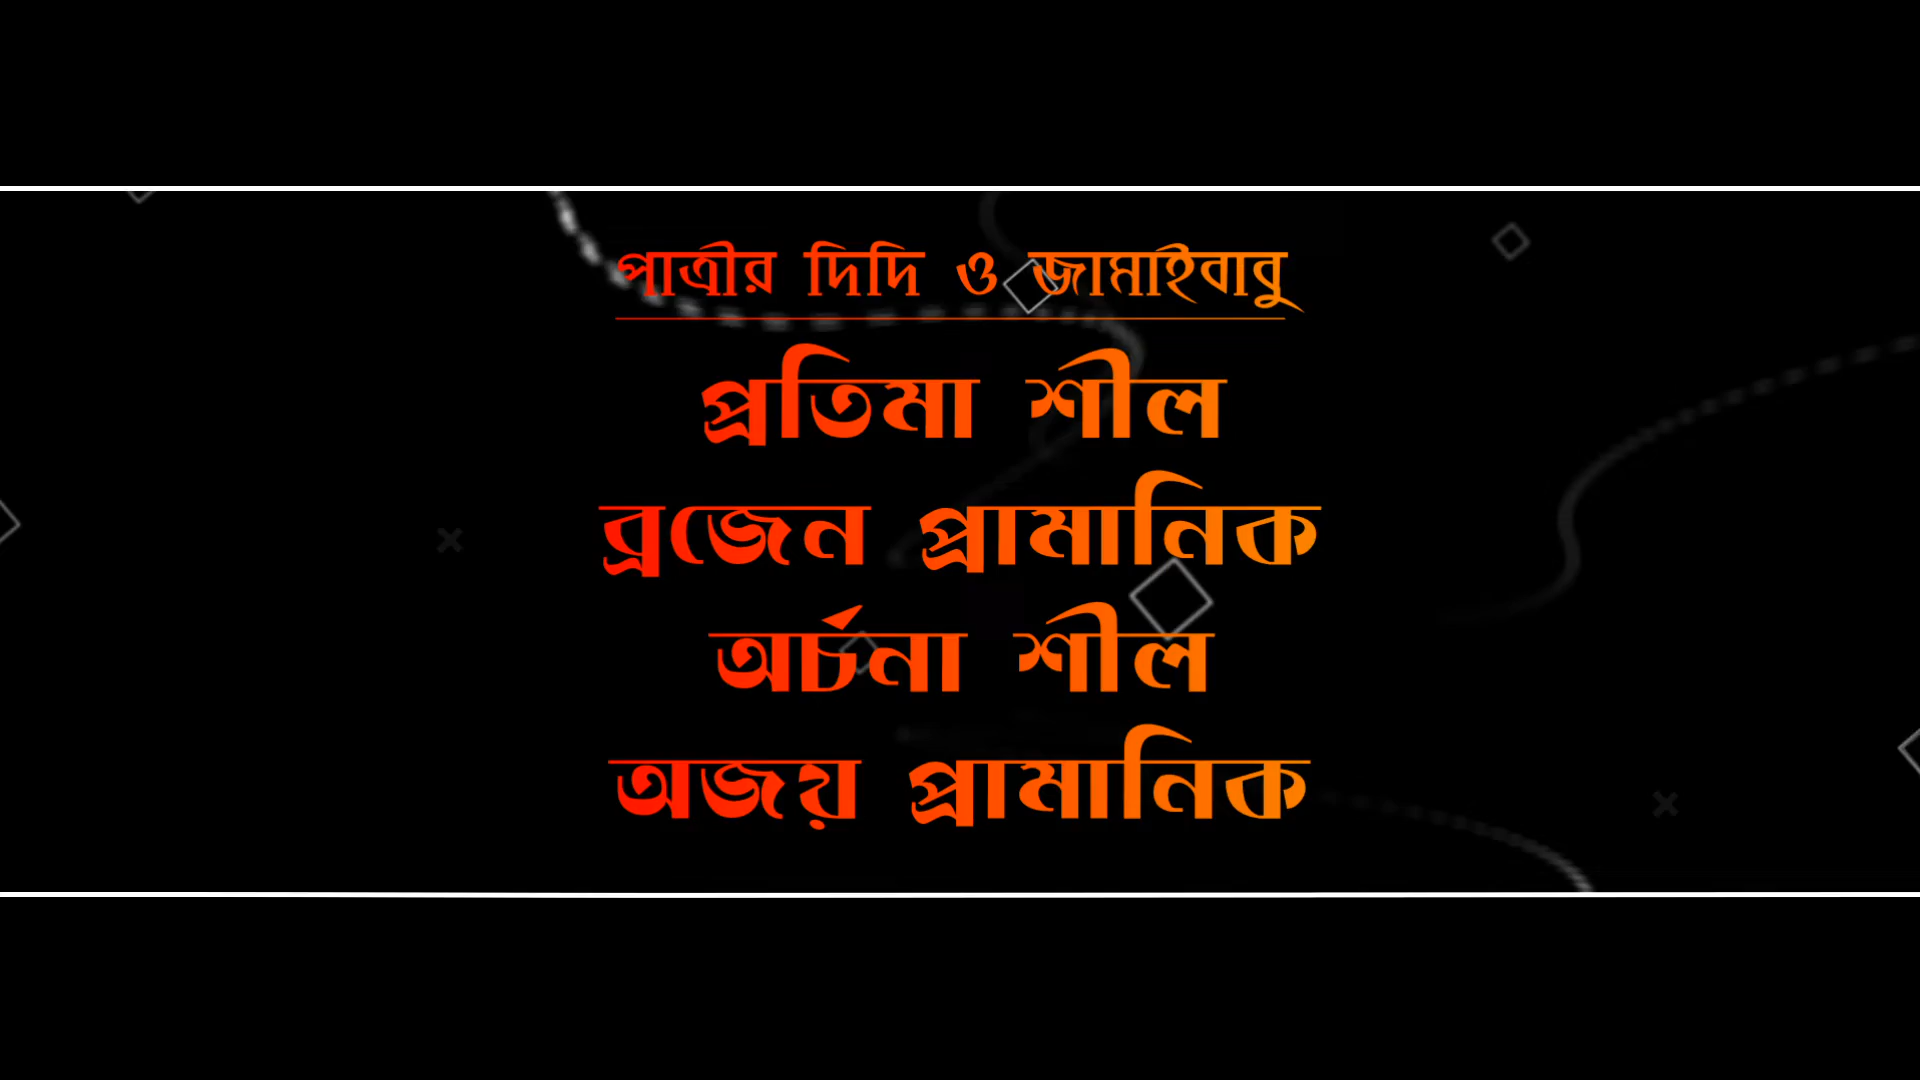 পাত্রীর দিদি ও জামাইবাবু
প্রতিমা শীল
ব্রজেন প্রামানিক
অর্চনা শীল
অজয় প্রামানিক